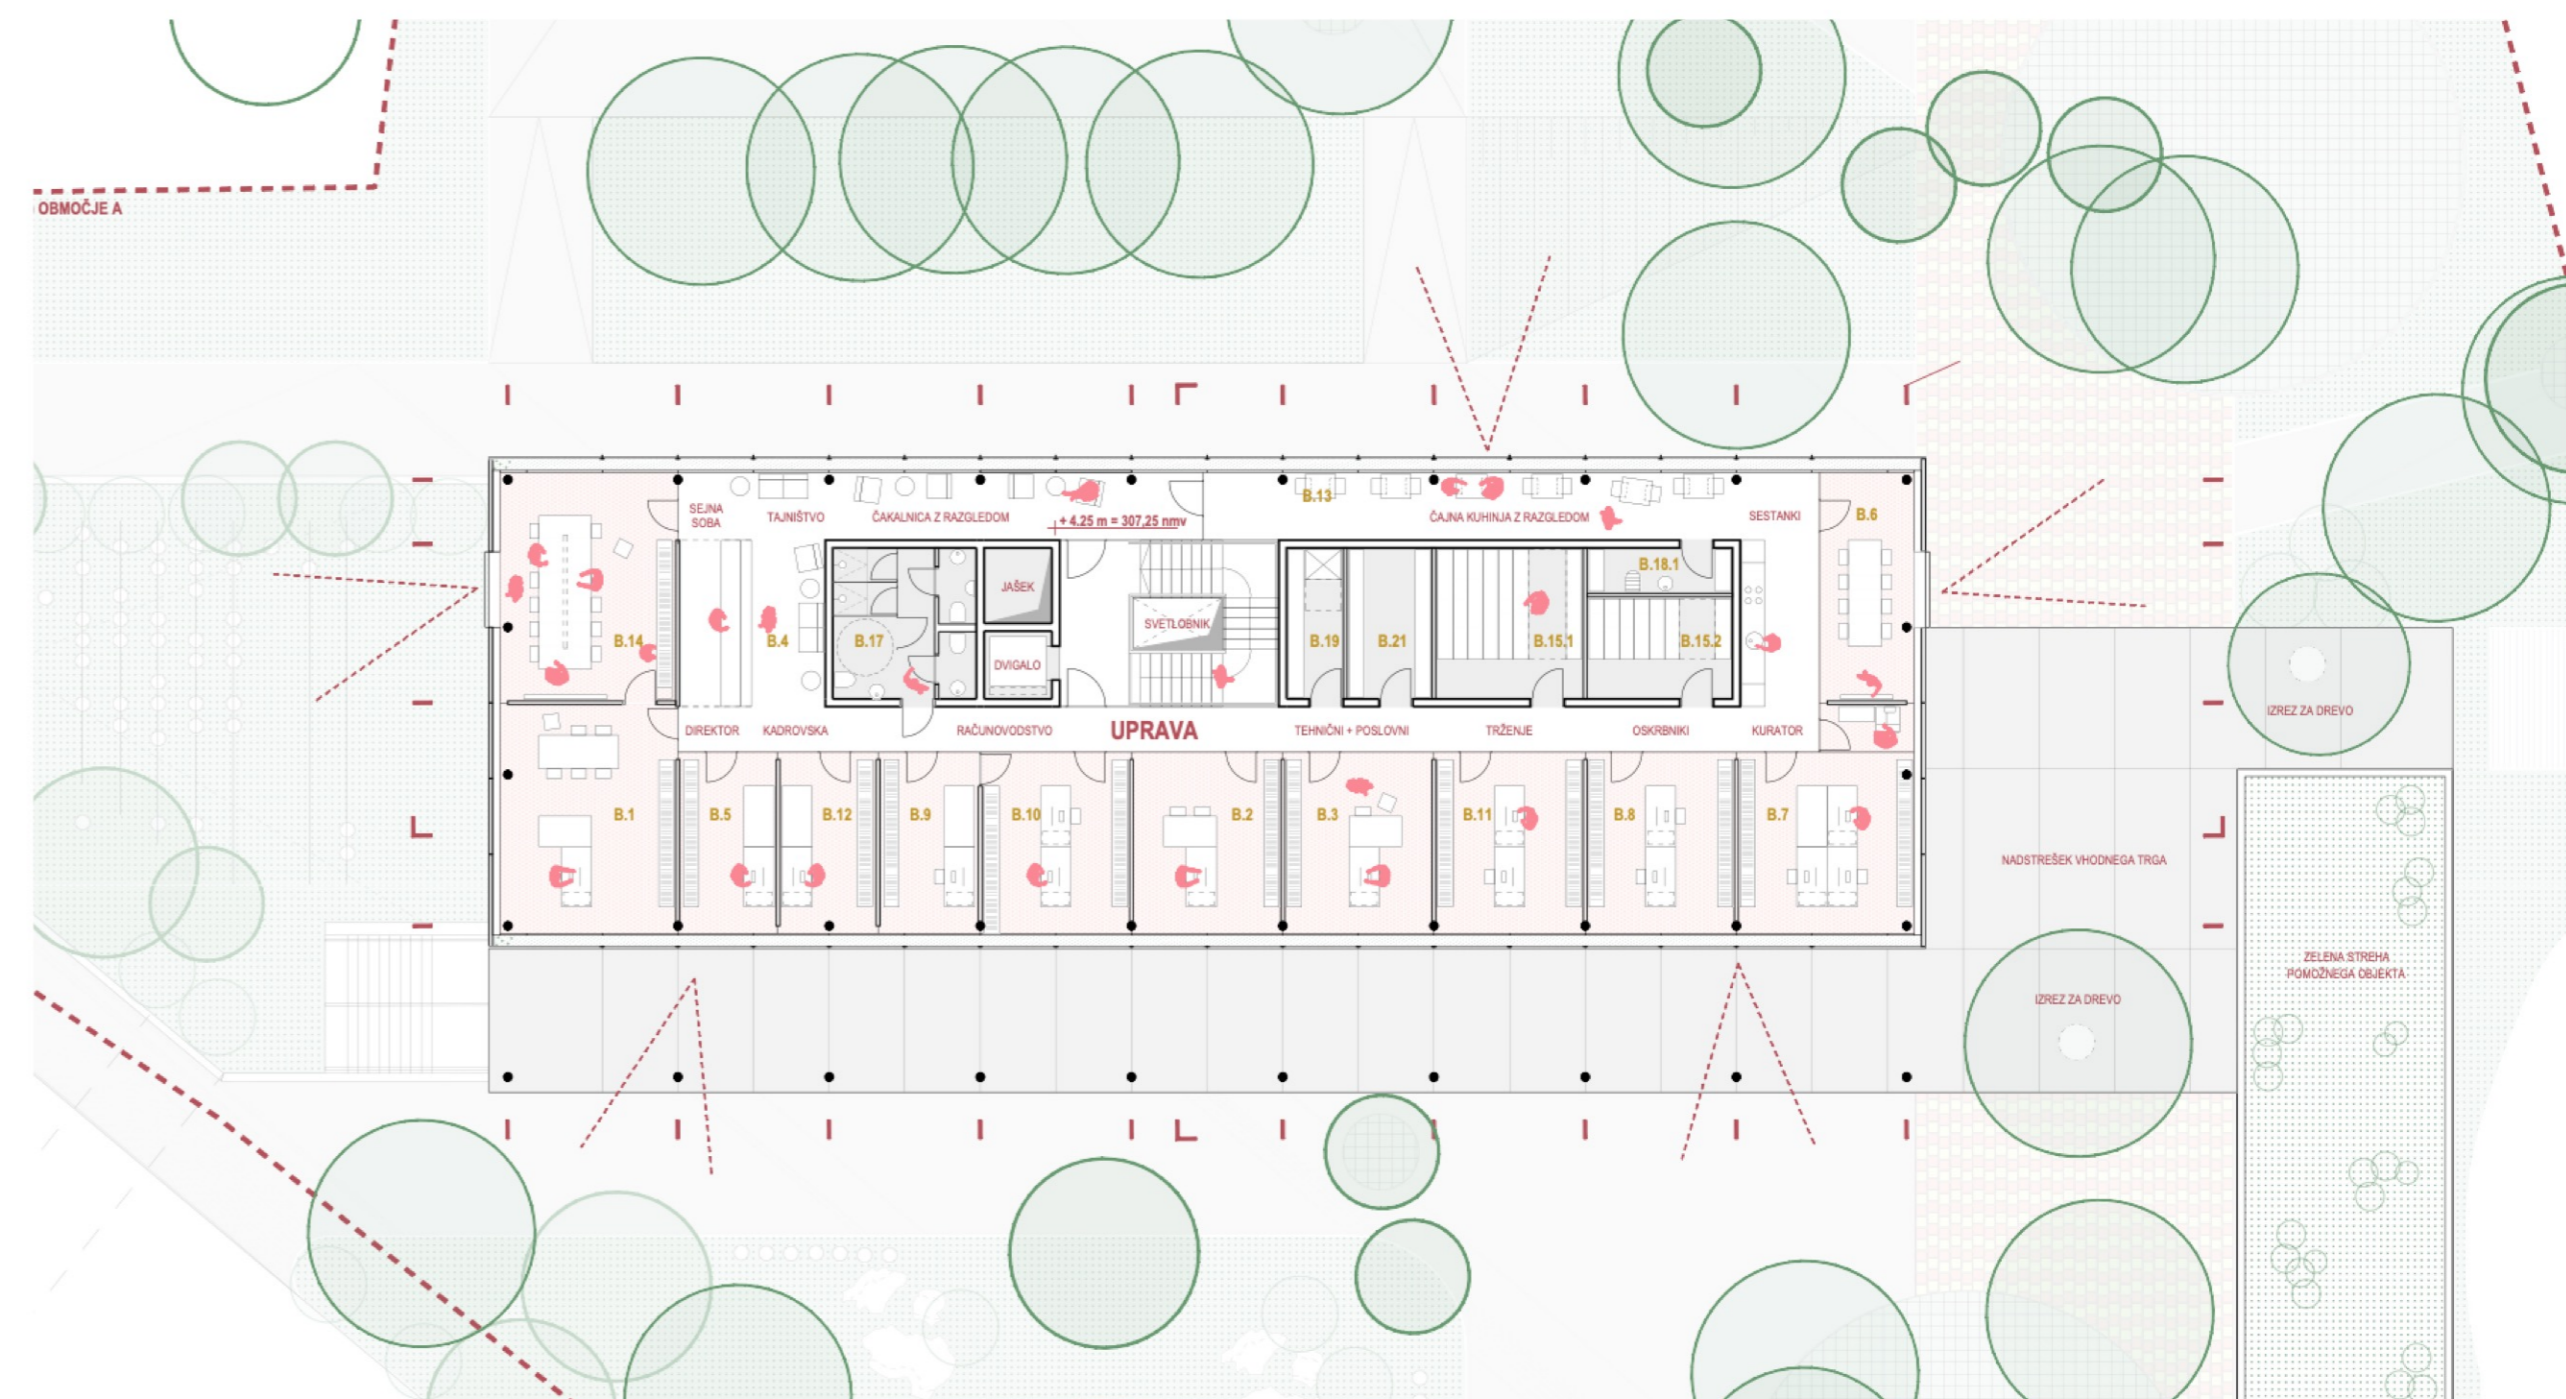 OBMOČJE A
SEJNA
SOBA
TAJNIŠTVO
ČAKALNICA Z RAZGLEDOM
+ 4.25 m = 307,25 nmv
B.13
ČAJNA KUHINJA Z RAZGLEDOM
SESTANKI
B.6
B.18.1
JAŠEK
SVETLOBNIK
B.14
B.4
B.17
DVIGALO
B.19
B.21
B.15.1
B.15.2
DIREKTOR
KADROVSKA
RAČUNOVODSTVO
UPRAVA
TEHNIČNI + POSLOVNI
TRŽENJE
OSKRBNIKI
KURATOR
IZREZ ZA DREVO
B.1
B.5
B.12
B.9
B.10
B.2
B.3
B.11
B.8
B.7
NADSTREŠEK VHODNEGA TRGA
ZELENA STREHA
POMOŽNEGA OBJEKTA
IZREZ ZA DREVO